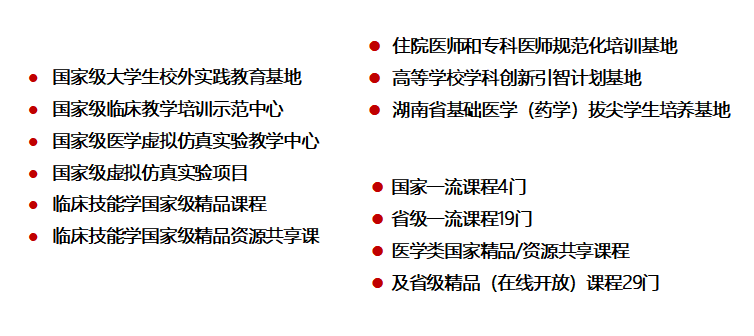 国家级大学生校外实践教育基地
国家级临床教学培训示范中心
国家级医学虚拟仿真实验教学中心
国家级虚拟仿真实验项目
临床技能学国家级精品课程
临床技能学国家级精品资源共享课
住院医师和专科医师规范化培训基地
高等学校学科创新引智计划基地
湖南省基础医学（药学）拔尖学生培养基地
国家一流课程4门
省级一流课程19门
医学类国家精品/资源共享课程
及省级精品（在线开放）课程29门